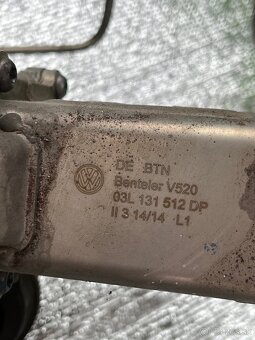 DE BTN
Benteler V520
03L 131 512 DP
II 3 14/14 L1